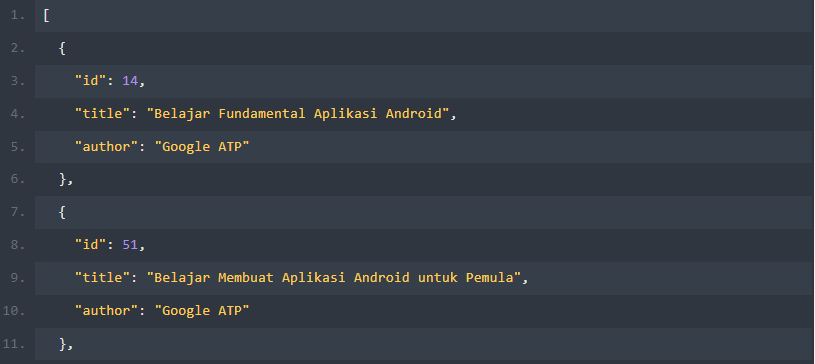 1. [
2.   {
3.     "id": 14,
4.     "title": "Belajar Fundamental Aplikasi Android",
5.     "author": "Google ATP"
6.   },
7.   {
8.     "id": 51,
9.     "title": "Belajar Membuat Aplikasi Android untuk Pemula",
10.     "author": "Google ATP"
11.   },